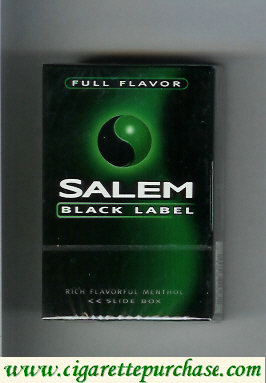 FULL FLAVOR
SALEM
BLACK LABEL
RICH FLAVORFUL MENTHOL
<< SLIDE BOX
www.cigarettepurchase.com